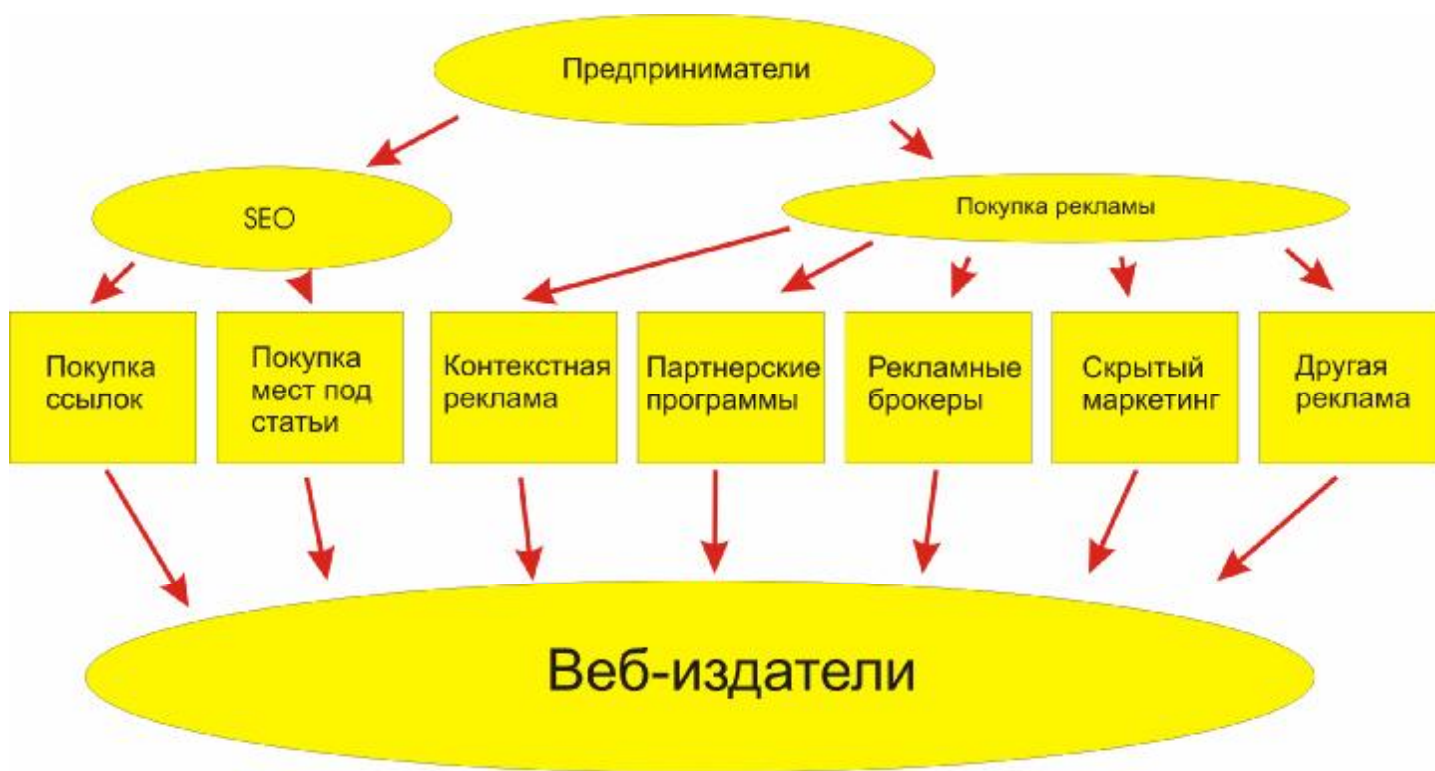 Предприниматели
SEO
Покупка рекламы
Покупка
ссылок
Покупка
мест под
статьи
Контекстная
реклама
Партнерские
программы
Рекламные
брокеры
Скрытый
маркетинг
Другая
реклама
Веб-издатели